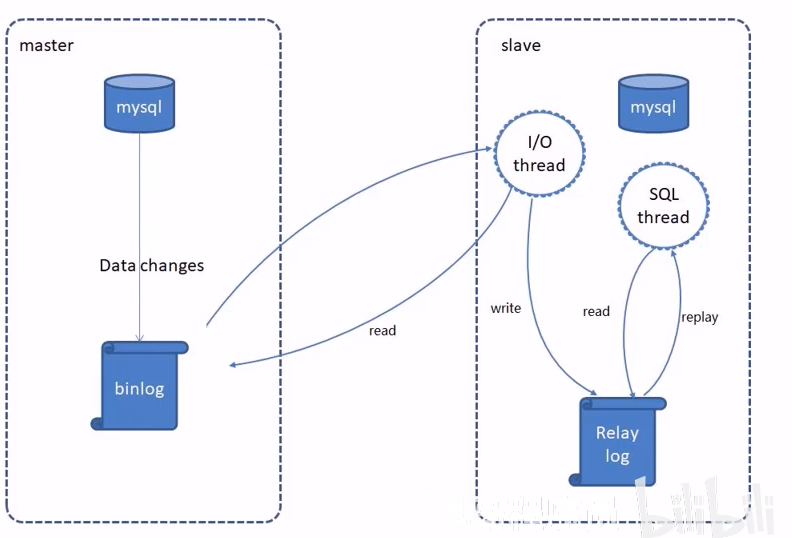 master
mysql
Data changes
binlog
read
slave
I/O
thread
mysql
SQL
thread
write
read
replay
Relay
log
bilibili